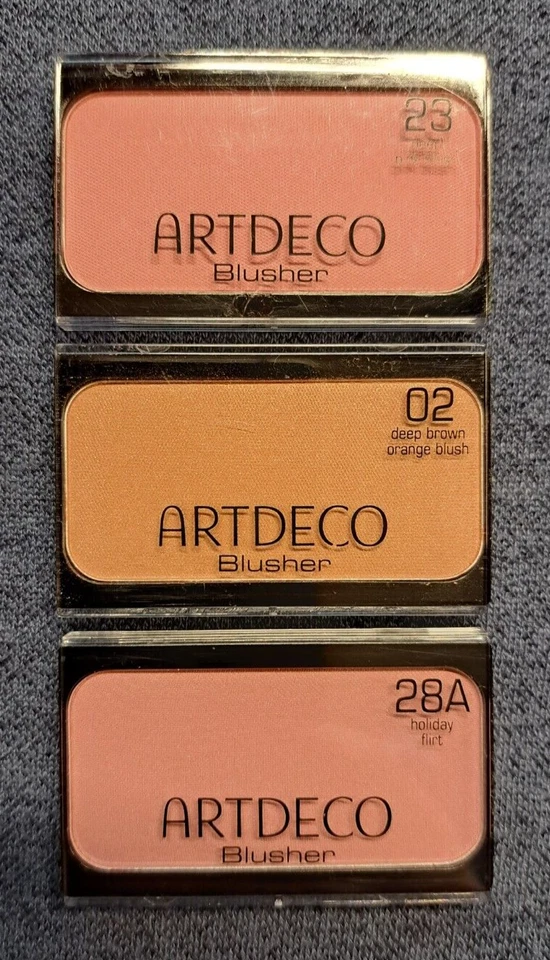 23
ARTDECO
Blusher
02
deep brown
orange blush
ARTDECO
Blusher
28A
holiday
flirt
ARTDECO
Blusher